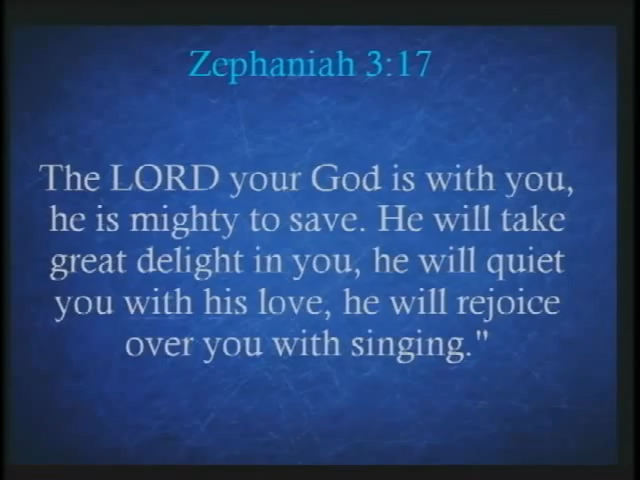 Zephaniah 3:17
The LORD your God is with you,
he is mighty to save. He will take
great delight in you, he will quiet
you with his love, he will rejoice
over you with singing."